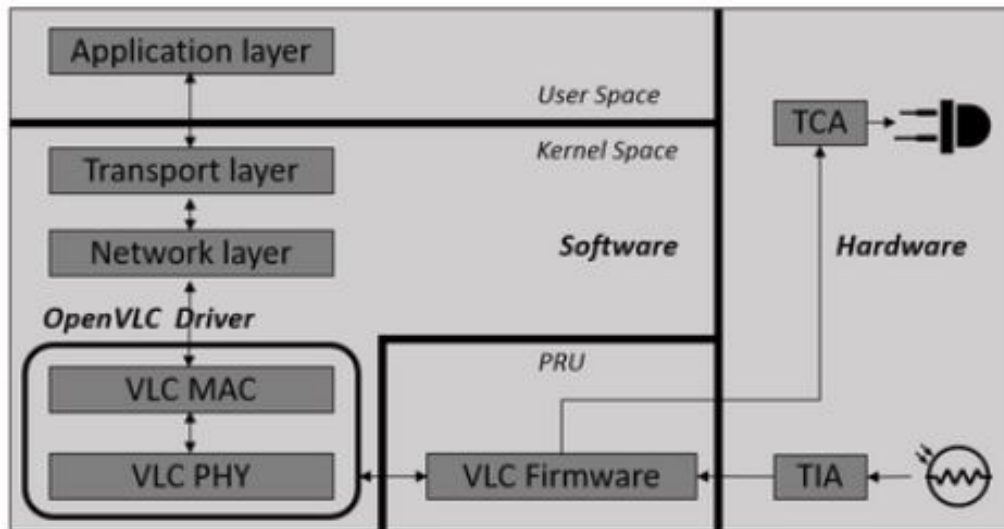 Application layer
User Space
TCA
Kernel Space
Transport layer
Network layer
Software
Hardware
OpenVLC Driver
PRU
VLC MAC
VLC PHY
VLC Firmware
TIA